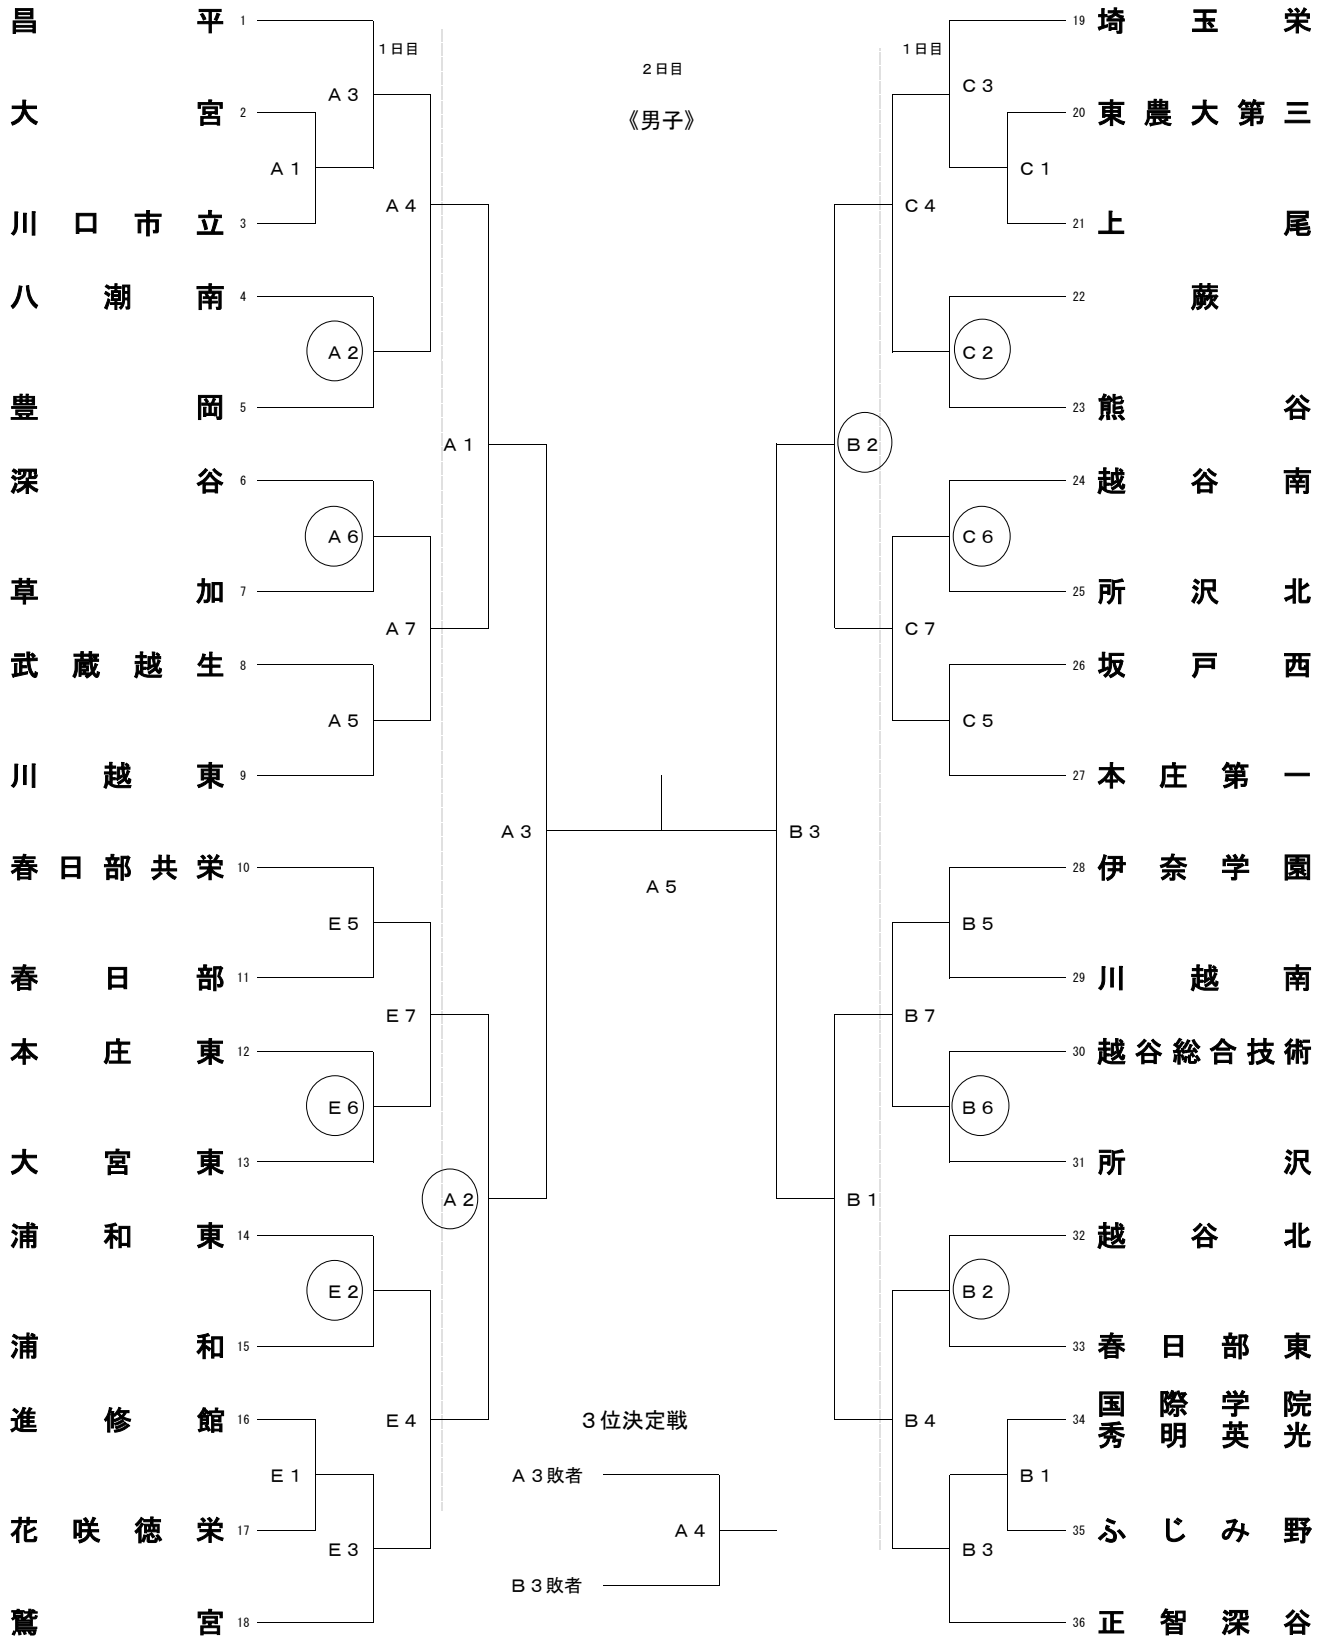 昌平 1
1日目
A3
大宮 2
A1
A4
川口市立 3
八潮南 4
A2
豊岡 5
A1
深谷 6
A6
草加 7
A7
武蔵越生 8
A5
川越東 9
A3
春日部共栄 10
E5
春日部 11
E7
本庄東 12
E6
大宮東 13
A2
浦和東 14
E2
浦和 15
進修館 16
E4
E1
花咲徳栄 17
E3
鷲宮 18
2日目
《男子》
A5
3位決定戦
A3敗者
A4
B3敗者
19 埼玉栄
1日目
C3
20 東農大第三
C1
C4
21 上尾
22 蕨
C2
23 熊谷
B2
24 越谷南
C6
25 所沢北
C7
26 坂戸西
C5
27 本庄第一
B3
28 伊奈学園
B5
29 川越南
B7
30 越谷総合技術
B6
31 所沢
B1
32 越谷北
B2
33 春日部東
34 国際学院
秀明英光
B4
B1
35 ふじみ野
B3
36 正智深谷